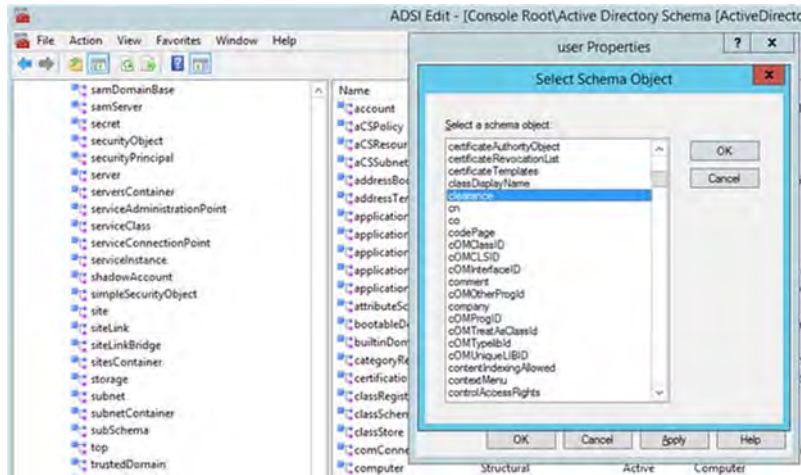 ADSI Edit - [Console Root\Active Directory Schema [ActiveDirecto
File Action View Favorites Window Help
samDomainBase
samServer
secret
securityObject
securityPrincipal
server
serversContainer
serviceAdministrationPoint
serviceClass
serviceConnectionPoint
serviceInstance
shadowAccount
simpleSecurityObject
site
siteLink
siteLinkBridge
sitesContainer
storage
subnet
subnetContainer
subSchema
top
trustedDomain
Name
account
aCSPolicy
aCSResour
aCSSubnet
addressBoo
addressTem
application
application
application
application
application
attributeSc
bootableDe
builtinDom
categoryRe
certificatio
classRegist
classSchem
classStore
comConne
computer Structural Active Computer
user Properties
? x
Select Schema Object
x
Select a schema object:
certificateAuthorityObject
certificateRevocationList
certificateTemplates
classDisplayName
clearance
cn
co
codePage
cOMClassID
cOMCLSID
cOMInterfaceID
comment
cOMOtherProgId
company
cOMProgID
cOMTreatAsClassId
cOMTypelibId
cOMUniqueLIBID
contentIndexingAllowed
contextMenu
controlAccessRights
OK
Cancel
OK Cancel Apply Help